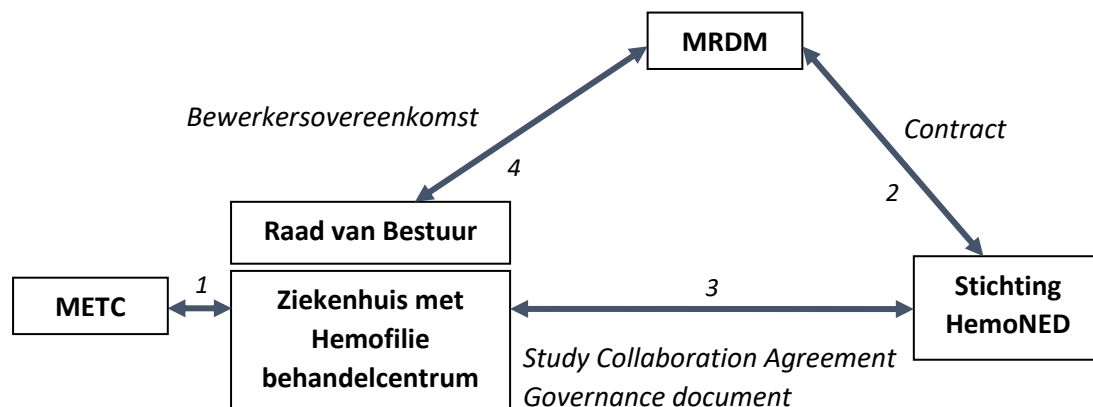 MRDM
Bewerkersovereenkomst
Contract
4
2
Raad van Bestuur
METC
1
Ziekenhuis met
Hemofilie
behandelcentrum
3
Stichting
HemoNED
Study Collaboration Agreement
Governance document